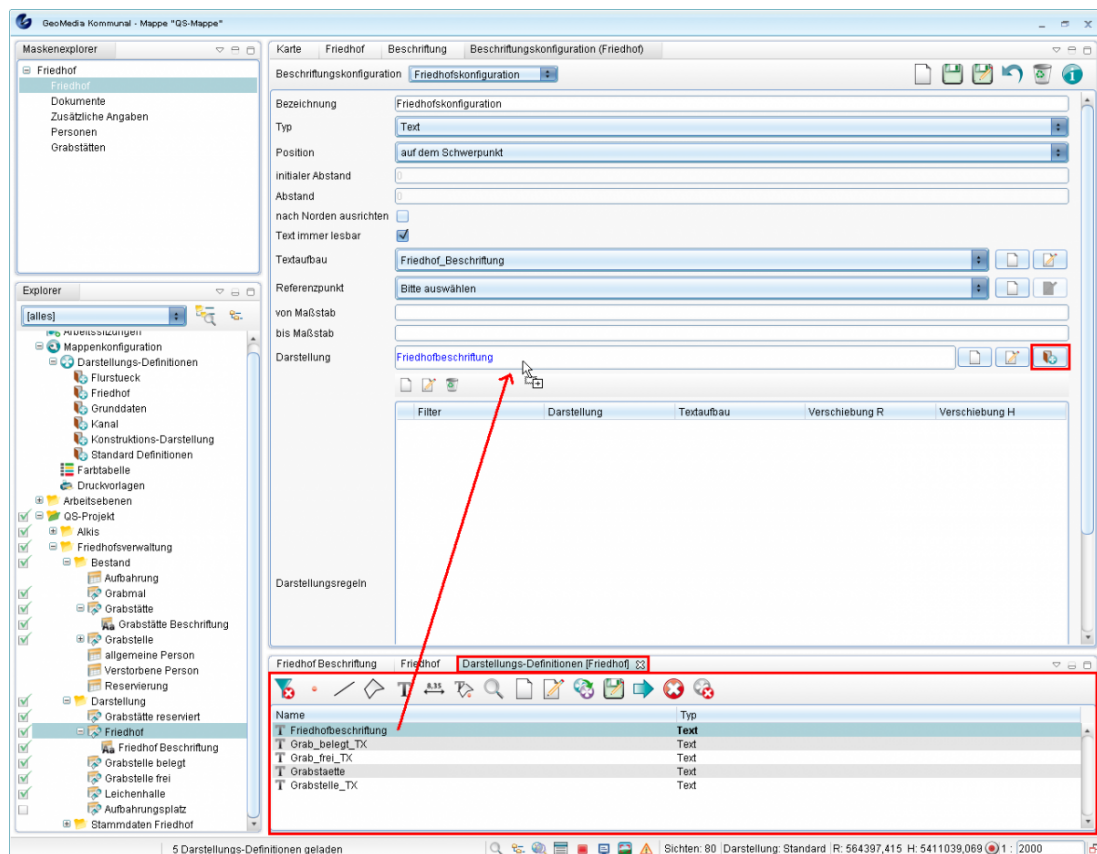 GeoMedia Kommunal - Mappe "QS-Mappe"
Maskenexplorer
Friedhof
Friedhof
Dokumente
Zusätzliche Angaben
Personen
Grabstätten
Karte Friedhof Beschriftung Beschriftungskonfiguration (Friedhof)
Beschriftungskonfiguration Friedhofskonfiguration
Bezeichnung Friedhofskonfiguration
Typ Text
Position auf dem Schwerpunkt
initialer Abstand 0
Abstand 0
nach Norden ausrichten
Text immer lesbar
Textaufbau Friedhof_Beschriftung
Referenzpunkt Bitte auswählen
von Maßstab
bis Maßstab
Darstellung Friedhofbeschriftung
Filter Darstellung Textaufbau Verschiebung R Verschiebung H
Darstellungsregeln
Explorer
[alles]
Arbeitssitzungen
Mappenkonfiguration
Darstellungs-Definitionen
Flurstueck
Friedhof
Grunddaten
Kanal
Konstruktions-Darstellung
Standard Definitionen
Farbtabelle
Druckvorlagen
Arbeitsebenen
QS-Projekt
Alkis
Friedhofsverwaltung
Bestand
Aufbahrung
Grabmal
Grabstätte
Grabstätte Beschriftung
Grabstelle
allgemeine Person
Verstorbene Person
Reservierung
Darstellung
Grabstätte reserviert
Friedhof
Friedhof Beschriftung
Grabstelle belegt
Grabstelle frei
Leichenhalle
Aufbahrungsplatz
Stammdaten Friedhof
Friedhof Beschriftung Friedhof Darstellungs-Definitionen [Friedhof]
T 8,35 T
Name Typ
T Friedhofbeschriftung Text
T Grab_belegt_TX Text
T Grab_frei_TX Text
T Grabstaette Text
T Grabstelle_TX Text
5 Darstellungs-Definitionen geladen Sichten: 80 Darstellung: Standard R: 564397,415 H: 5411039,069 1 : 2000